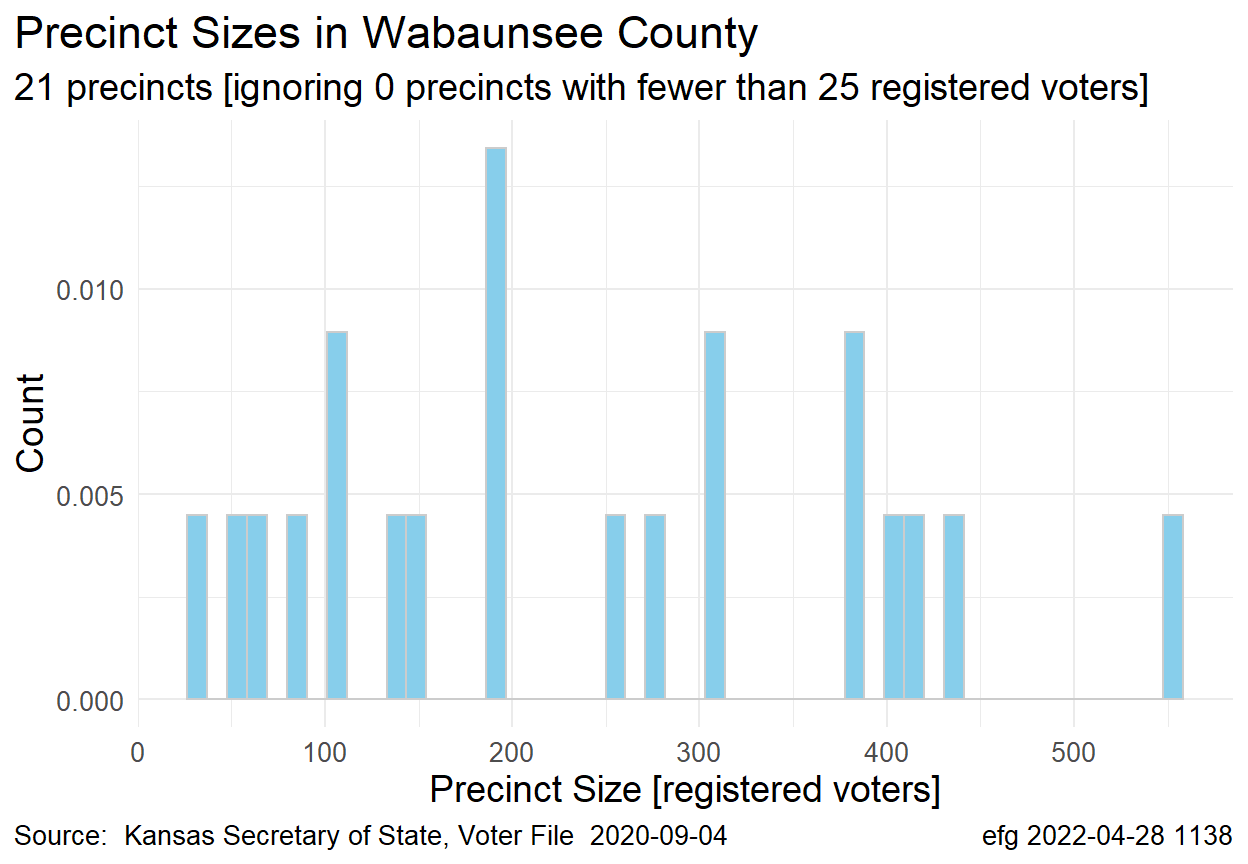 Precinct Sizes in Wabaunsee County
21 precincts [ignoring 0 precincts with fewer than 25 registered voters]
0.010
0.005
0.000
Count
0 100 200 300 400 500
Precinct Size [registered voters]
Source:  Kansas Secretary of State, Voter File  2020-09-04
efg 2022-04-28 1138